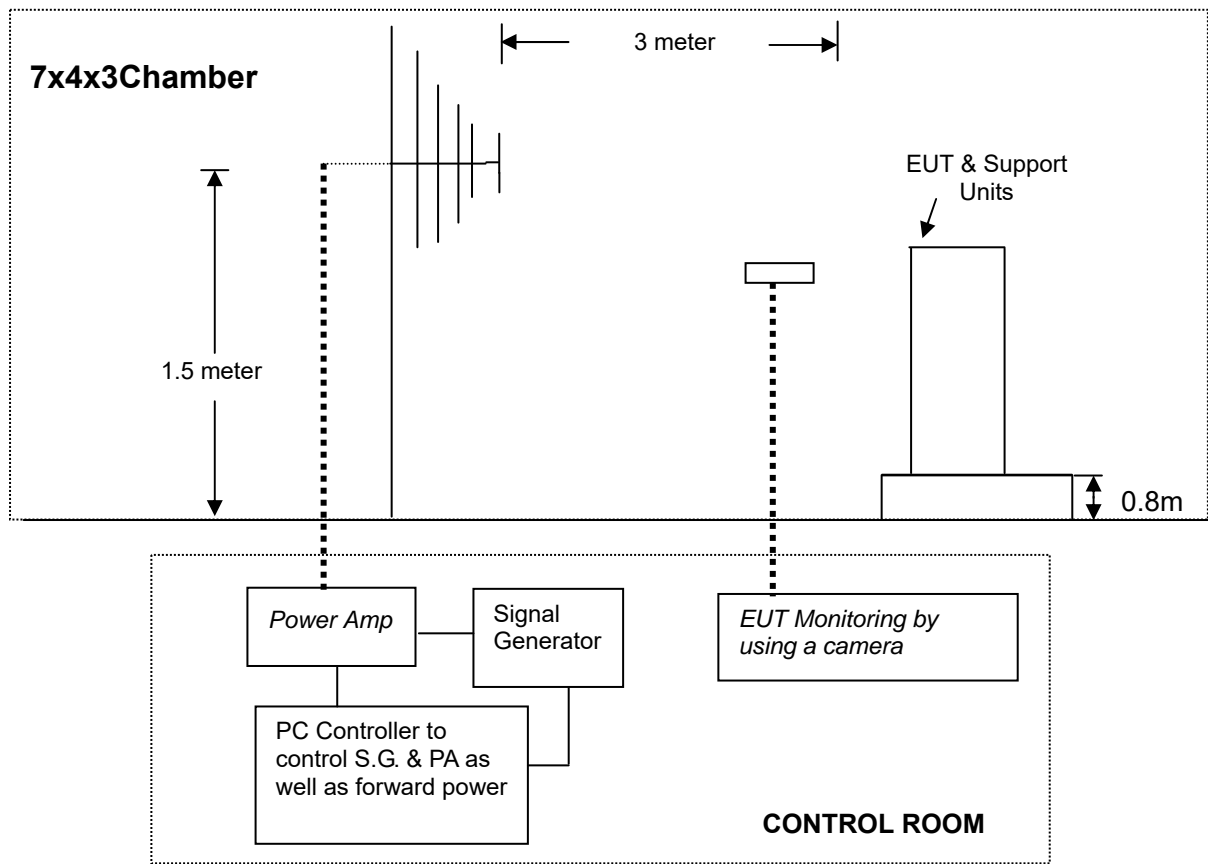 3 meter
7x4x3Chamber
EUT & Support
Units
1.5 meter
0.8m
Power Amp
Signal
Generator
EUT Monitoring by
using a camera
PC Controller to
control S.G. & PA as
well as forward power
CONTROL ROOM